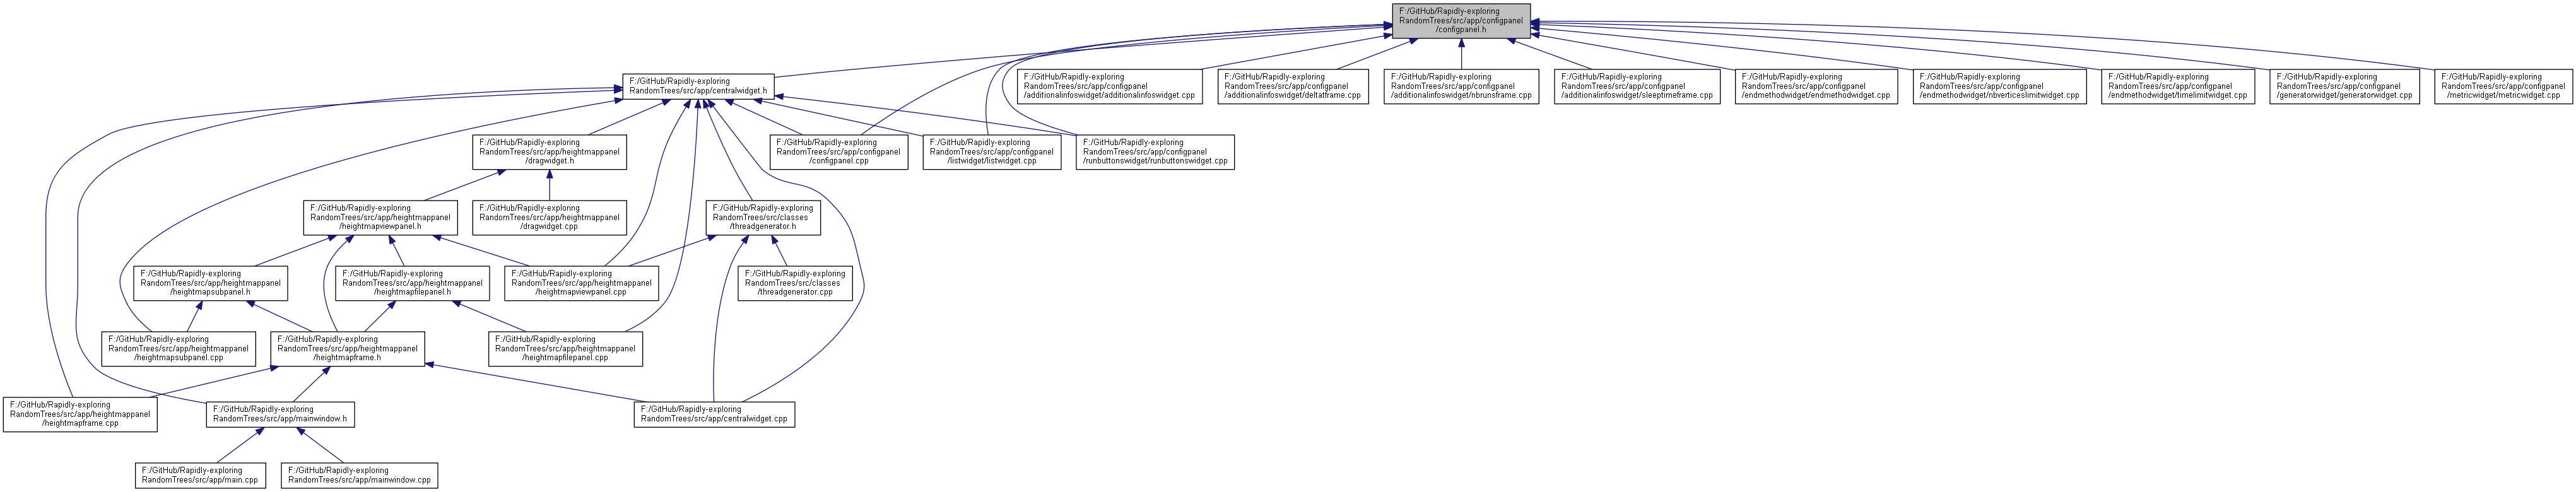 F:/GitHub/Rapidly-exploring
RandomTrees/src/app/configpanel
/configpanel.h
F:/GitHub/Rapidly-exploring
RandomTrees/src/app/centralwidget.h
F:/GitHub/Rapidly-exploring
RandomTrees/src/app/configpanel
/additionalinfoswidget/additionalinfoswidget.cpp
F:/GitHub/Rapidly-exploring
RandomTrees/src/app/configpanel
/additionalinfoswidget/deltatframe.cpp
F:/GitHub/Rapidly-exploring
RandomTrees/src/app/configpanel
/additionalinfoswidget/nbrunsframe.cpp
F:/GitHub/Rapidly-exploring
RandomTrees/src/app/configpanel
/additionalinfoswidget/sleeptimeframe.cpp
F:/GitHub/Rapidly-exploring
RandomTrees/src/app/configpanel
/endmethodwidget/endmethodwidget.cpp
F:/GitHub/Rapidly-exploring
RandomTrees/src/app/configpanel
/endmethodwidget/nbverticeslimitwidget.cpp
F:/GitHub/Rapidly-exploring
RandomTrees/src/app/configpanel
/endmethodwidget/timelimitwidget.cpp
F:/GitHub/Rapidly-exploring
RandomTrees/src/app/configpanel
/generatorwidget/generatorwidget.cpp
F:/GitHub/Rapidly-exploring
RandomTrees/src/app/configpanel
/metricwidget/metricwidget.cpp
F:/GitHub/Rapidly-exploring
RandomTrees/src/app/heightmappanel
/dragwidget.h
F:/GitHub/Rapidly-exploring
RandomTrees/src/app/configpanel
/configpanel.cpp
F:/GitHub/Rapidly-exploring
RandomTrees/src/app/configpanel
/listwidget/listwidget.cpp
F:/GitHub/Rapidly-exploring
RandomTrees/src/app/configpanel
/runbuttonswidget/runbuttonswidget.cpp
F:/GitHub/Rapidly-exploring
RandomTrees/src/app/heightmappanel
/heightmapviewpanel.h
F:/GitHub/Rapidly-exploring
RandomTrees/src/app/heightmappanel
/dragwidget.cpp
F:/GitHub/Rapidly-exploring
RandomTrees/src/classes
/threadgenerator.h
F:/GitHub/Rapidly-exploring
RandomTrees/src/app/heightmappanel
/heightmapsubpanel.h
F:/GitHub/Rapidly-exploring
RandomTrees/src/app/heightmappanel
/heightmapfilepanel.h
F:/GitHub/Rapidly-exploring
RandomTrees/src/app/heightmappanel
/heightmapviewpanel.cpp
F:/GitHub/Rapidly-exploring
RandomTrees/src/classes
/threadgenerator.cpp
F:/GitHub/Rapidly-exploring
RandomTrees/src/app/heightmappanel
/heightmapsubpanel.cpp
F:/GitHub/Rapidly-exploring
RandomTrees/src/app/heightmappanel
/heightmapframe.h
F:/GitHub/Rapidly-exploring
RandomTrees/src/app/heightmappanel
/heightmapfilepanel.cpp
F:/GitHub/Rapidly-exploring
RandomTrees/src/app/heightmappanel
/heightmapframe.cpp
F:/GitHub/Rapidly-exploring
RandomTrees/src/app/mainwindow.h
F:/GitHub/Rapidly-exploring
RandomTrees/src/app/centralwidget.cpp
F:/GitHub/Rapidly-exploring
RandomTrees/src/app/main.cpp
F:/GitHub/Rapidly-exploring
RandomTrees/src/app/mainwindow.cpp